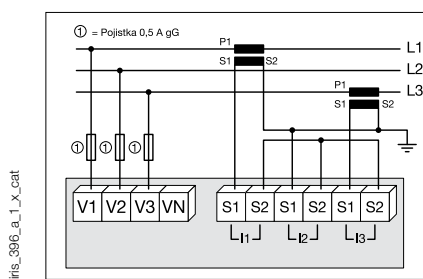 ① = Pojistka 0,5 A gG
P1
L1
S1 S2
L2
P1
L3
S1 S2
① ① ①
V1 V2 V3 VN S1 S2 S1 S2 S1 S2
I1 I2 I3
iris_396_a_1_x_cat